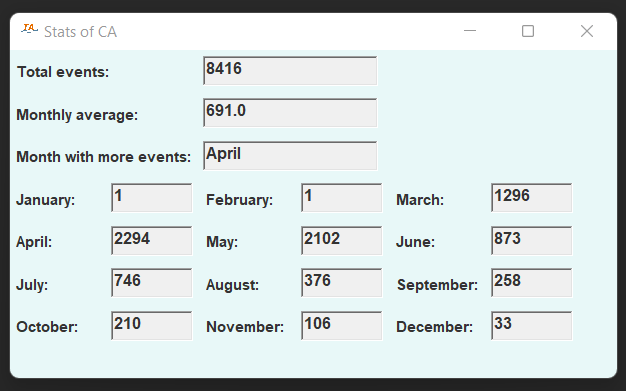 TA
Stats of CA
Total events: 8416
Monthly average: 691.0
Month with more events: April
January: 1 February: 1 March: 1296
April: 2294 May: 2102 June: 873
July: 746 August: 376 September: 258
October: 210 November: 106 December: 33